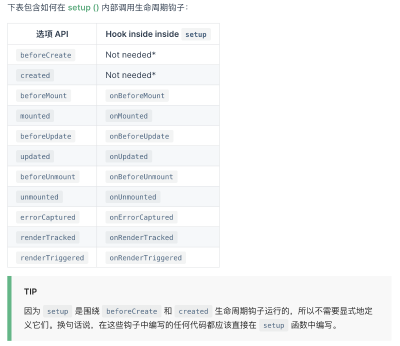 下表包含如何在 setup () 内部调用生命周期钩子：
选项 API Hook inside inside setup
beforeCreate Not needed*
created Not needed*
beforeMount onBeforeMount
mounted onMounted
beforeUpdate onBeforeUpdate
updated onUpdated
beforeUnmount onBeforeUnmount
unmounted onUnmounted
errorCaptured onErrorCaptured
renderTracked onRenderTracked
renderTriggered onRenderTriggered
TIP
因为 setup 是围绕 beforeCreate 和 created 生命周期钩子运行的，所以不需要显式地定
义它们。换句话说，在这些钩子中编写的任何代码都应该直接在 setup 函数中编写。